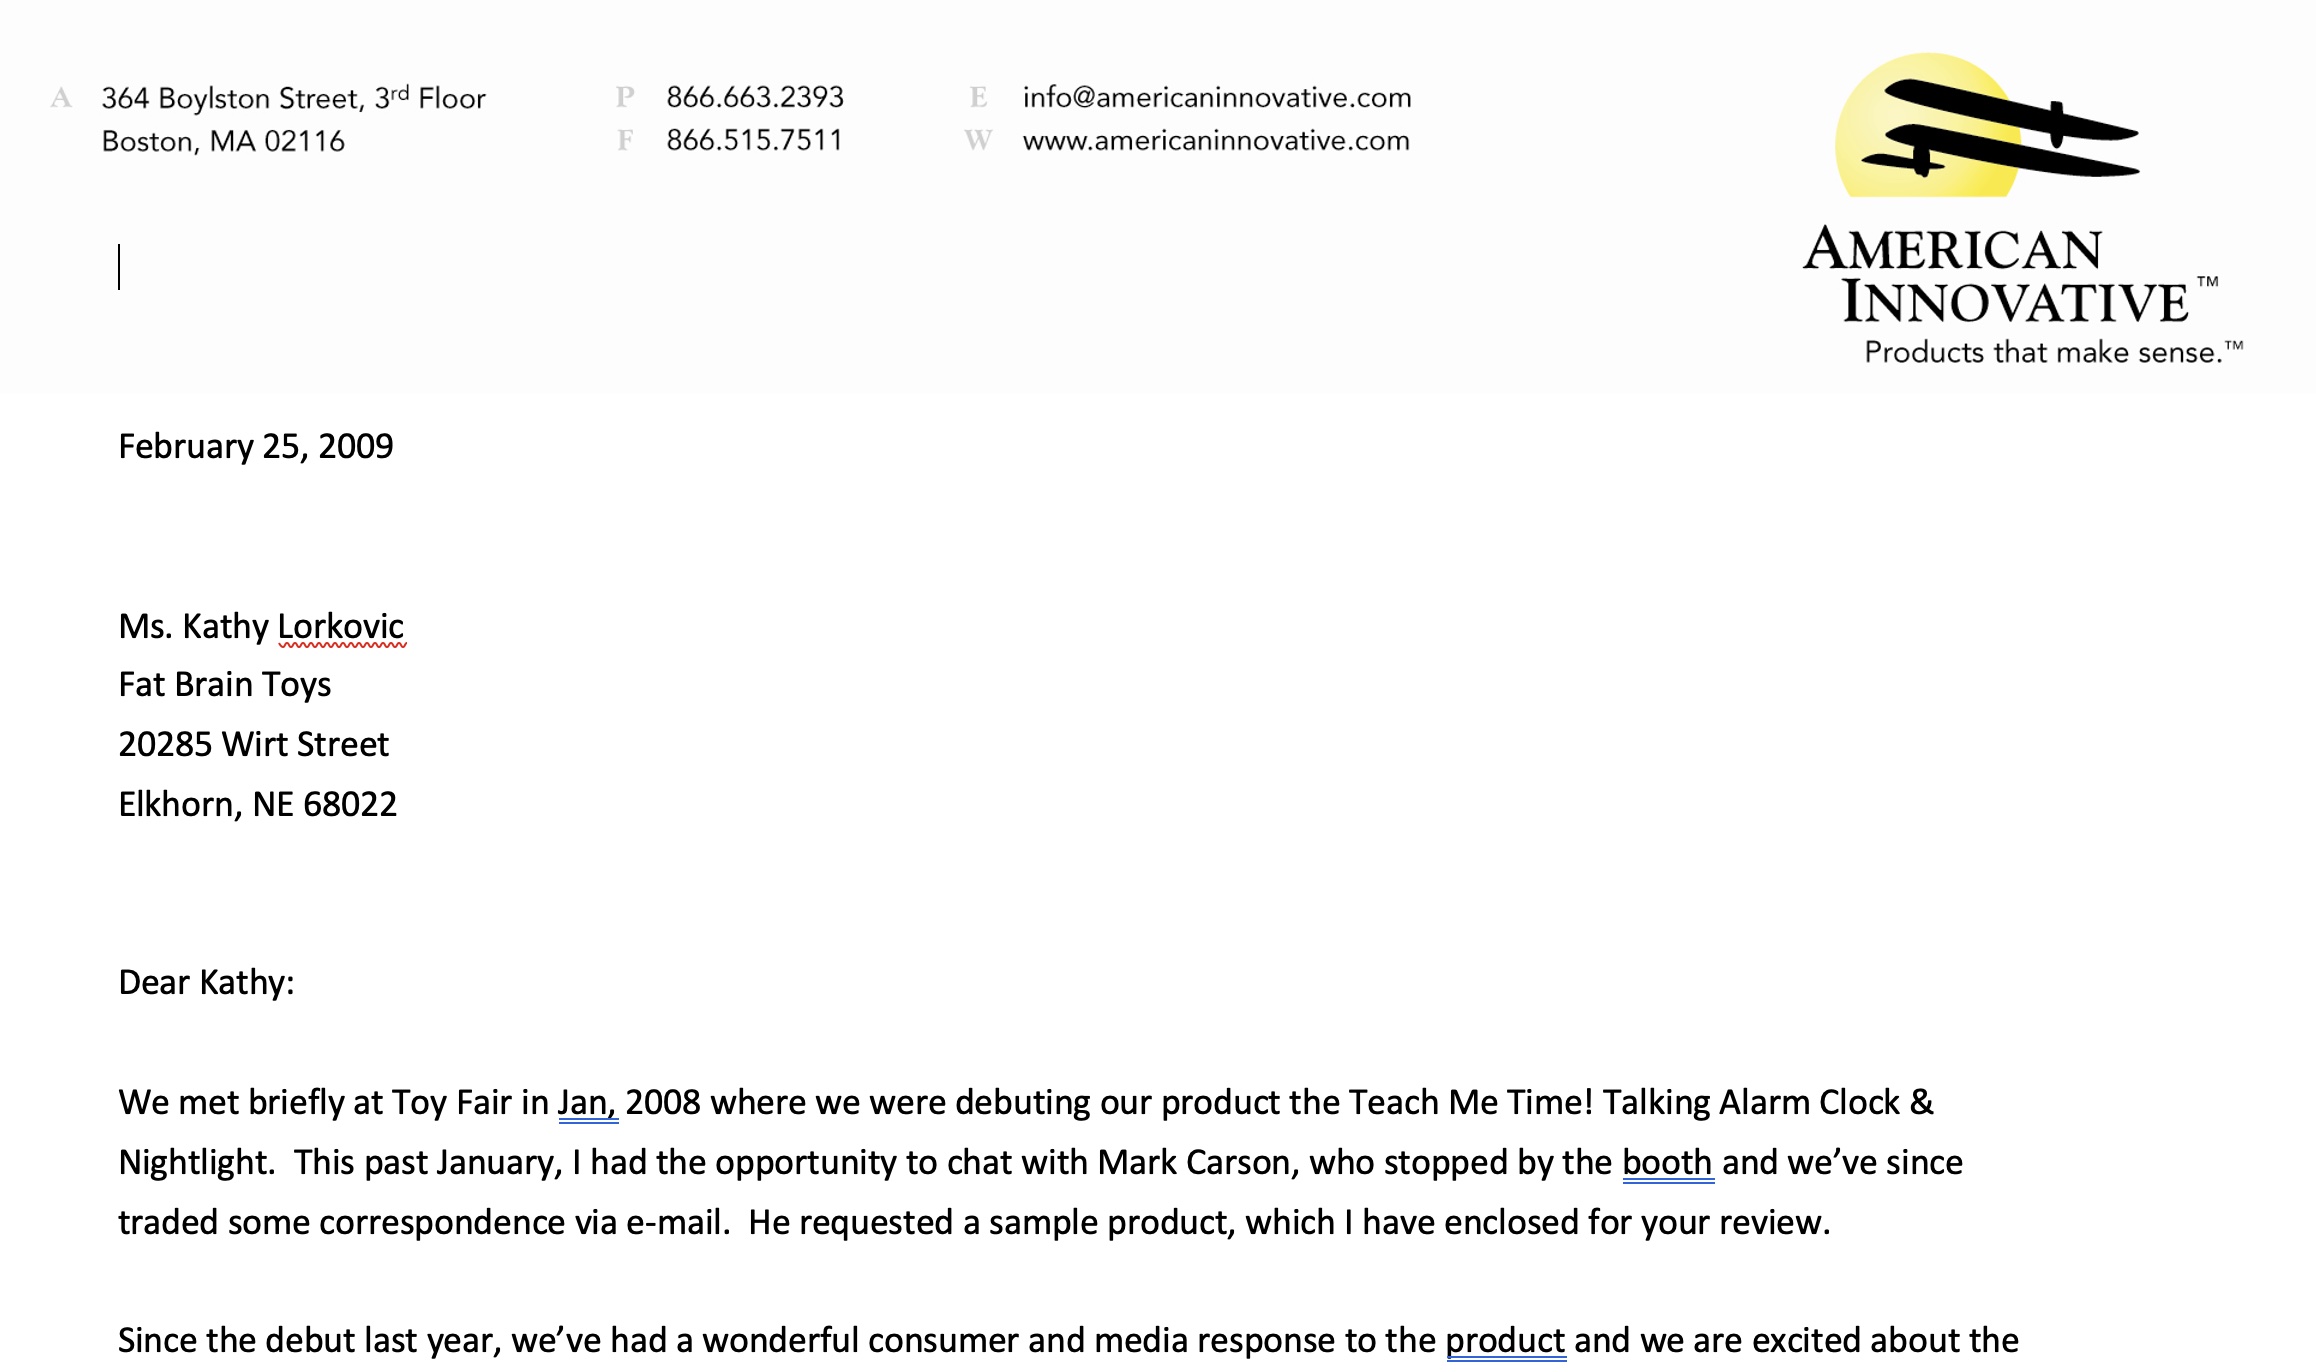 A 364 Boylston Street, 3rd Floor P 866.663.2393 E info@americaninnovative.com
Boston, MA 02116 F 866.515.7511 W www.americaninnovative.com
AMERICAN
INNOVATIVE™
Products that make sense.™
February 25, 2009
Ms. Kathy Lorkovic
Fat Brain Toys
20285 Wirt Street
Elkhorn, NE 68022
Dear Kathy:
We met briefly at Toy Fair in Jan, 2008 where we were debuting our product the Teach Me Time! Talking Alarm Clock &
Nightlight.  This past January, I had the opportunity to chat with Mark Carson, who stopped by the booth and we’ve since
traded some correspondence via e-mail.  He requested a sample product, which I have enclosed for your review.
Since the debut last year, we’ve had a wonderful consumer and media response to the product and we are excited about the